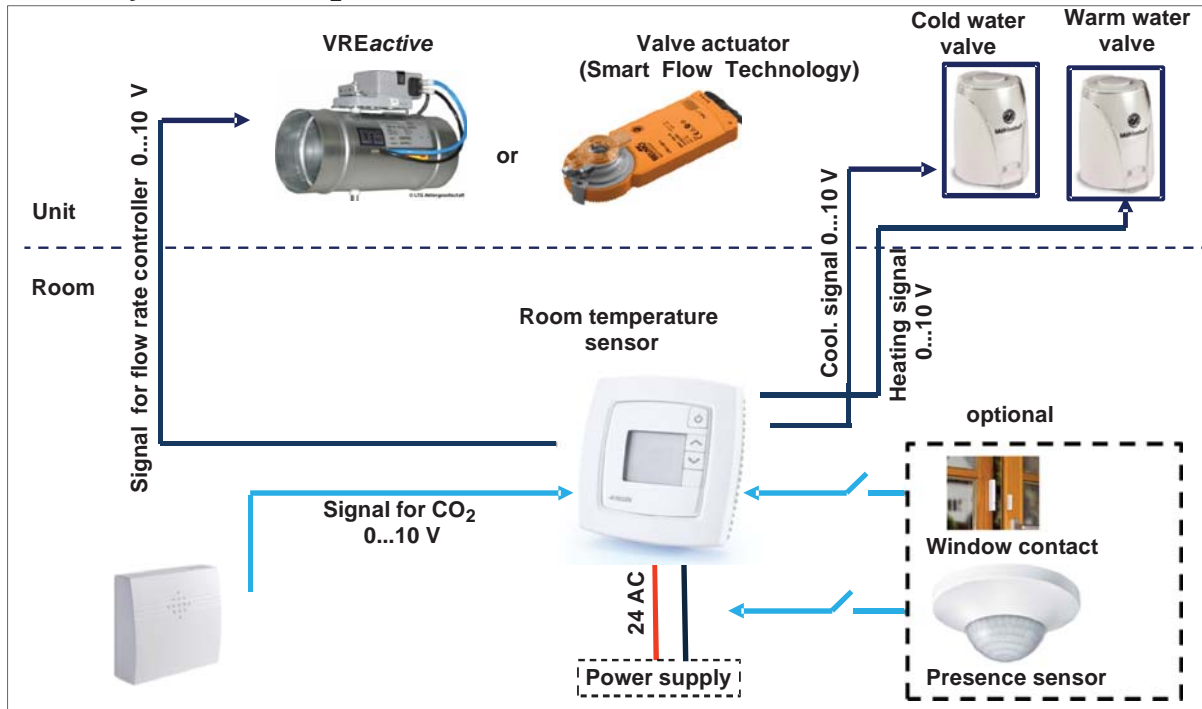 VREactive
Valve actuator
(Smart Flow Technology)
Cold water
valve
Warm water
valve
Signal for flow rate controller 0...10 V
or
© LTG Aktiengesellschaft
Unit
Room
Cool. signal 0...10 V
Heating signal
0...10 V
Room temperature
sensor
optional
Signal for CO2
0...10 V
Window contact
24 AC
Power supply
Presence sensor